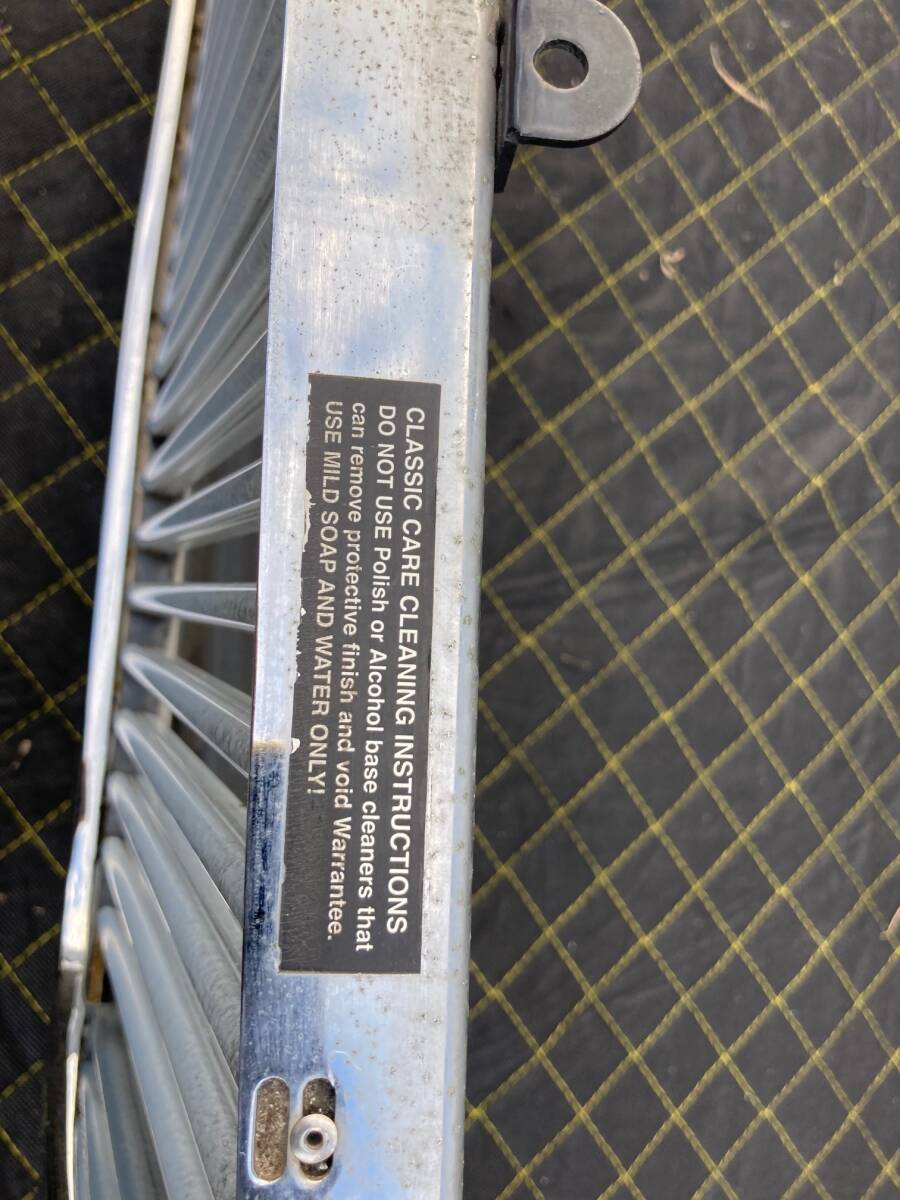 CLASSIC CARE CLEANING INSTRUCTIONS
DO NOT USE Polish or Alcohol base cleaners that
can remove protective finish and void Warrantee.
USE MILD SOAP AND WATER ONLY!